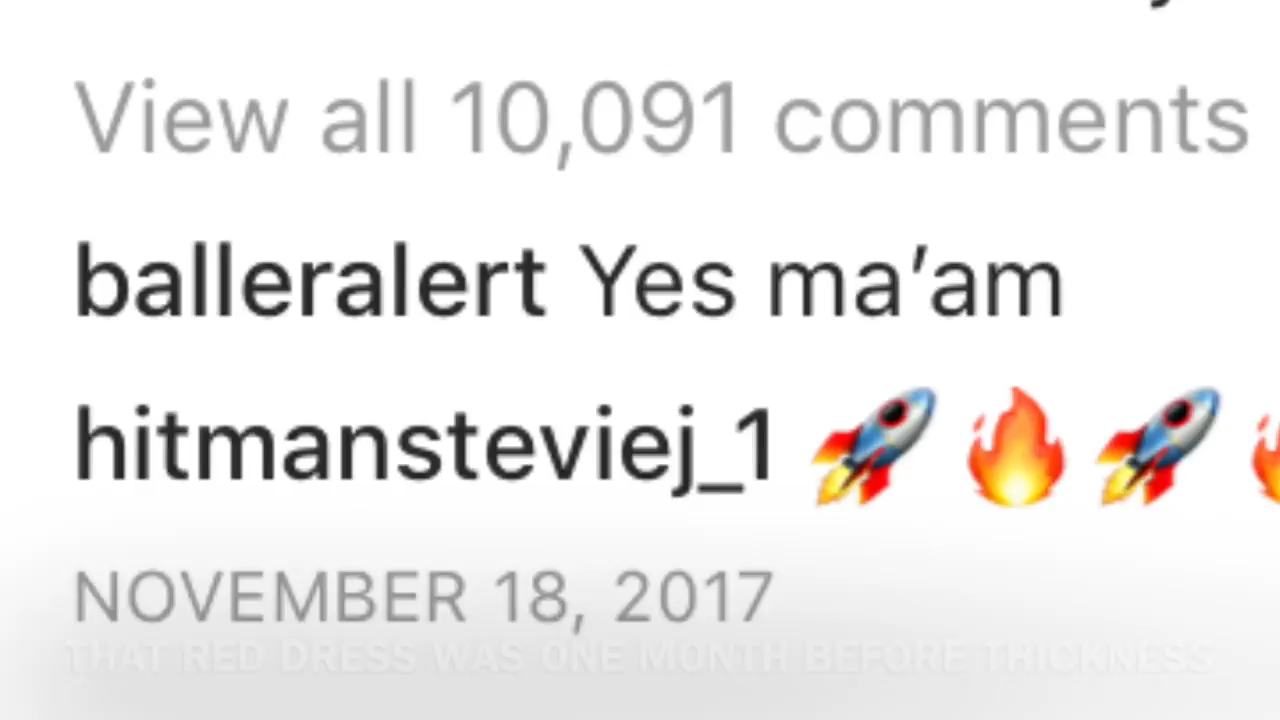 View all 10,091 comments
balleralert Yes ma’am
hitmansteviej_1 🚀🔥🚀
NOVEMBER 18, 2017
THAT RED DRESS WAS ONE MONTH BEFORE THICKNESS